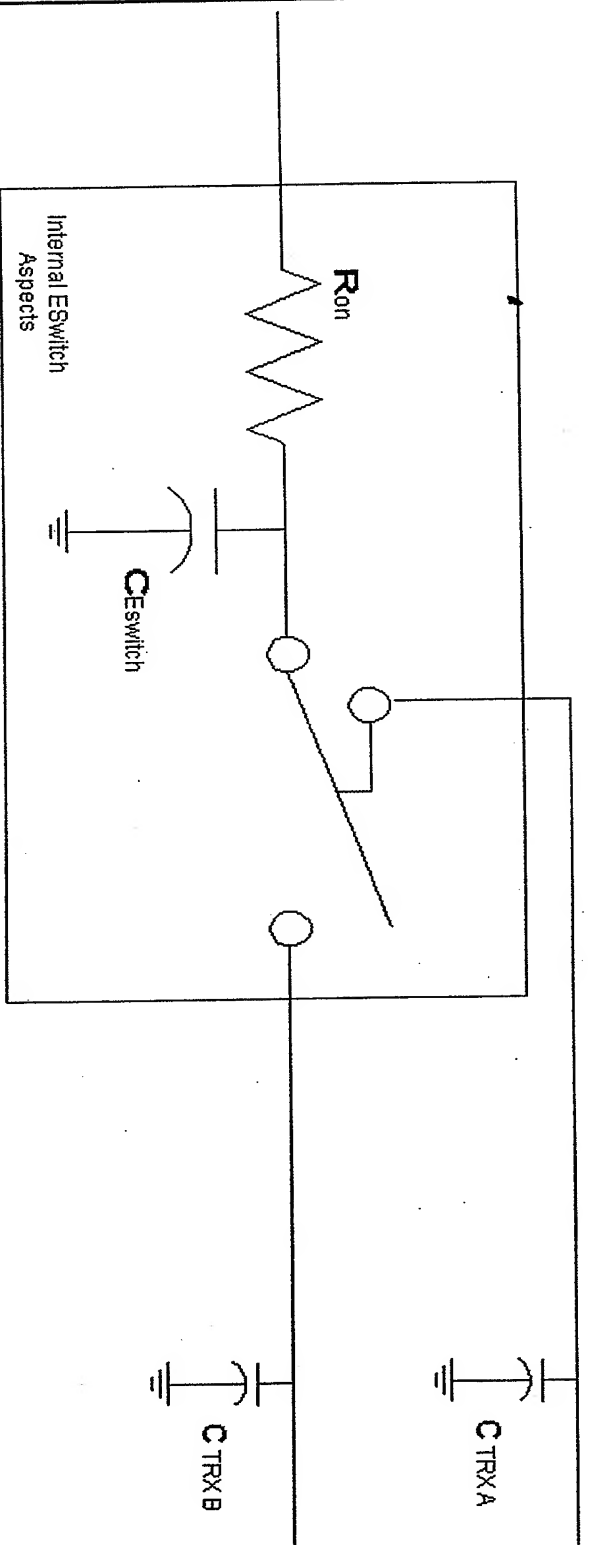 Ron
Internal ESwitch
Aspects
CEswitch
C TRX A
C TRX B